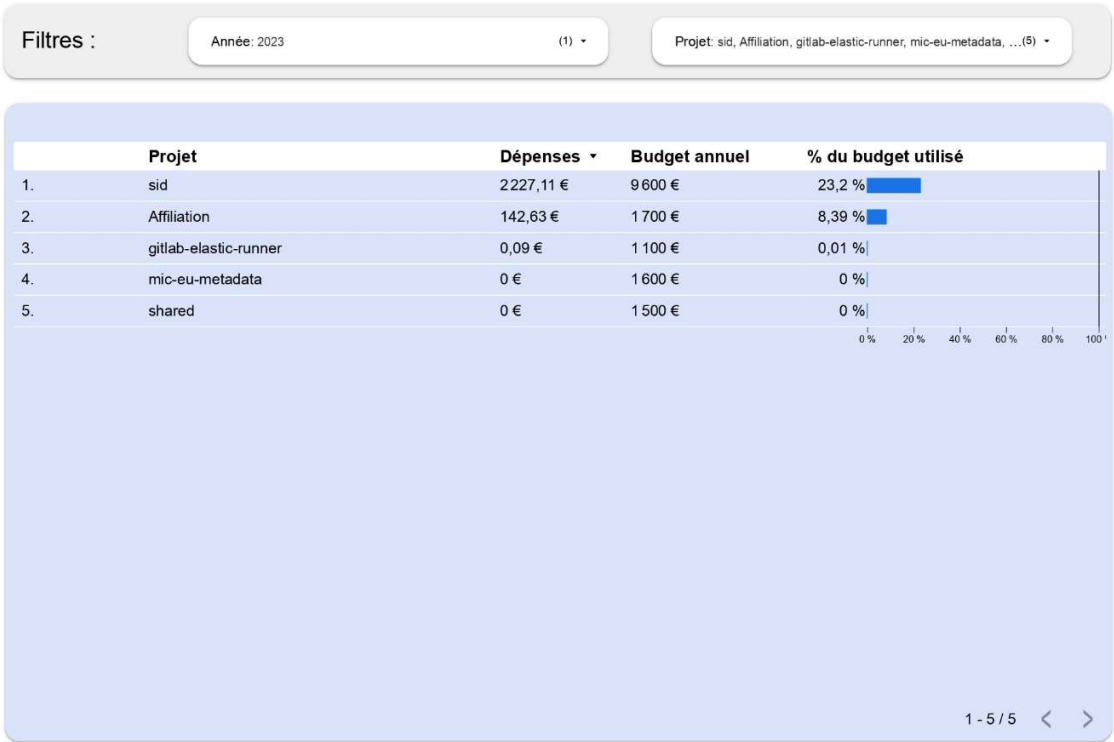 Filtres :
Année: 2023 (1)
Projet: sid, Affiliation, gitlab-elastic-runner, mic-eu-metadata, …(5)
Projet Dépenses Budget annuel % du budget utilisé
1. sid 2 227,11 € 9 600 € 23,2 %
2. Affiliation 142,63 € 1 700 € 8,39 %
3. gitlab-elastic-runner 0,09 € 1 100 € 0,01 %
4. mic-eu-metadata 0 € 1 600 € 0 %
5. shared 0 € 1 500 € 0 %
0 % 20 % 40 % 60 % 80 % 100
1 - 5 / 5